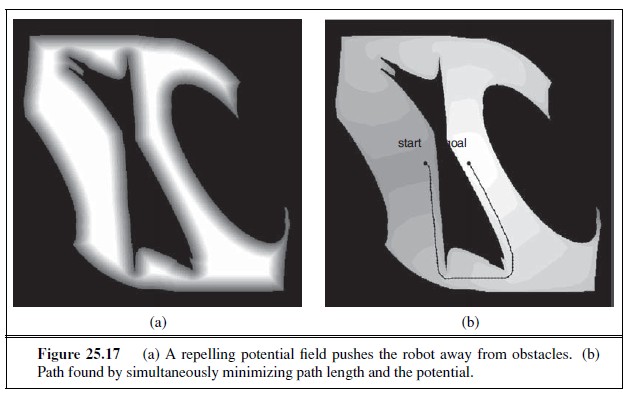 start
oal
(a)
(b)
Figure 25.17 (a) A repelling potential field pushes the robot away from obstacles. (b)
Path found by simultaneously minimizing path length and the potential.